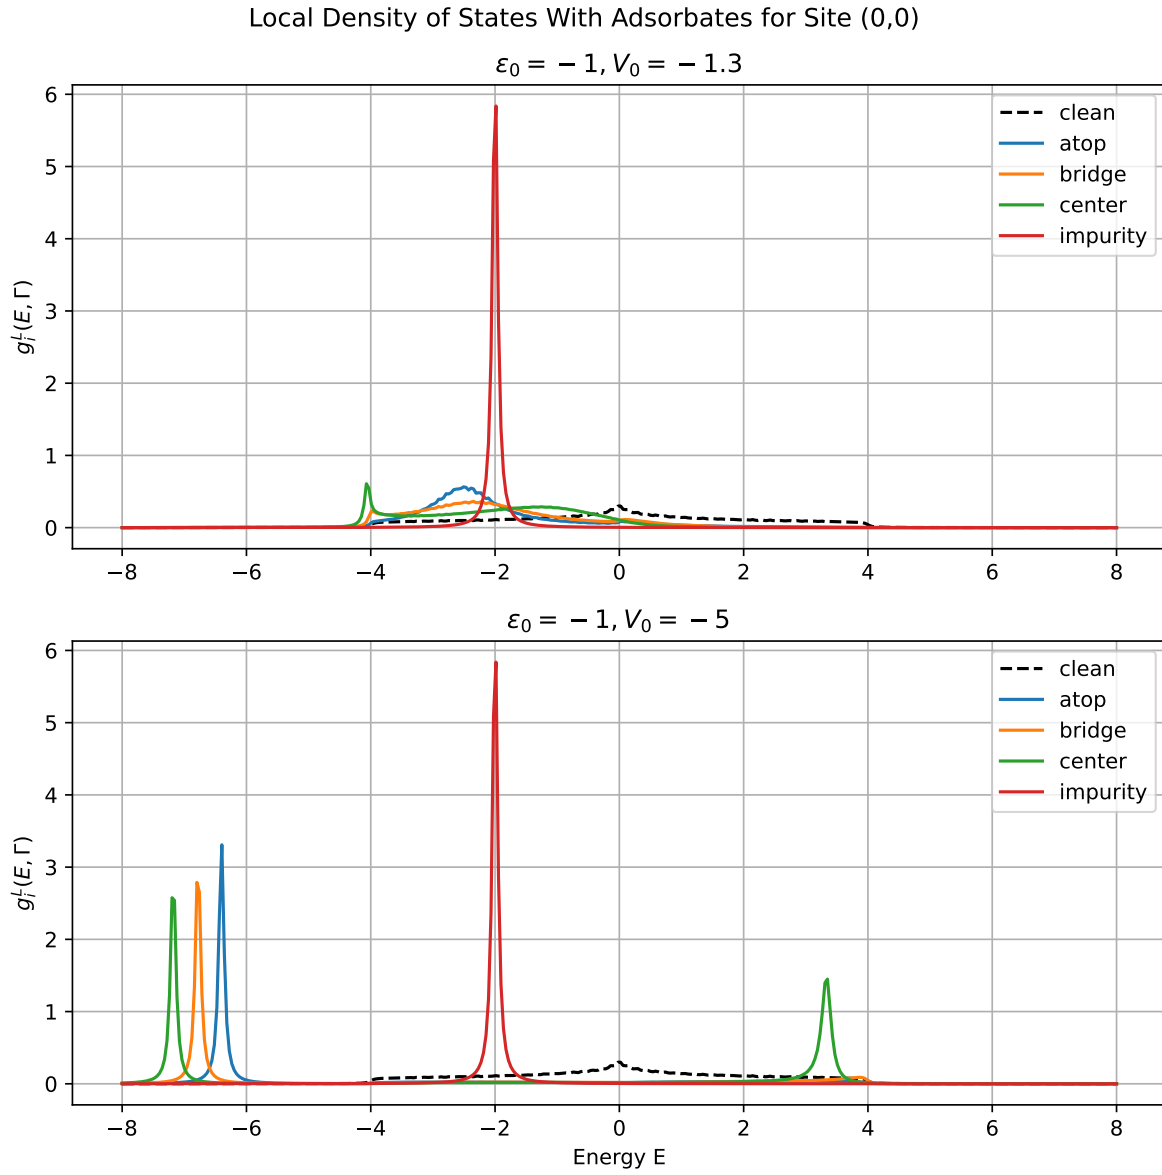 Local Density of States With Adsorbates for Site (0,0)
ε₀ = −1, V₀ = −1.3
6
5
4
3
2
1
0
g_i^L(E, Γ)
clean
atop
bridge
center
impurity
−8 −6 −4 −2 0 2 4 6 8
ε₀ = −1, V₀ = −5
6
5
4
3
2
1
0
g_i^L(E, Γ)
clean
atop
bridge
center
impurity
−8 −6 −4 −2 0 2 4 6 8
Energy E